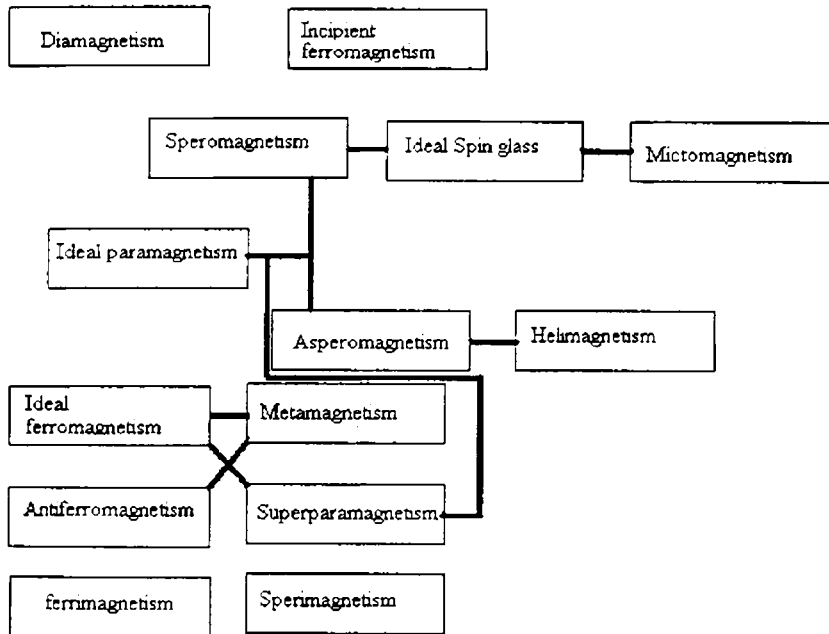 Diamagnetism
Incipient
ferromagnetism
Speromagnetism
Ideal Spin glass
Mictomagnetism
Ideal paramagnetism
Asperomagnetism
Helimagnetism
Ideal
ferromagnetism
Metamagnetism
Antiferromagnetism
Superparamagnetism
ferrimagnetism
Sperimagnetism